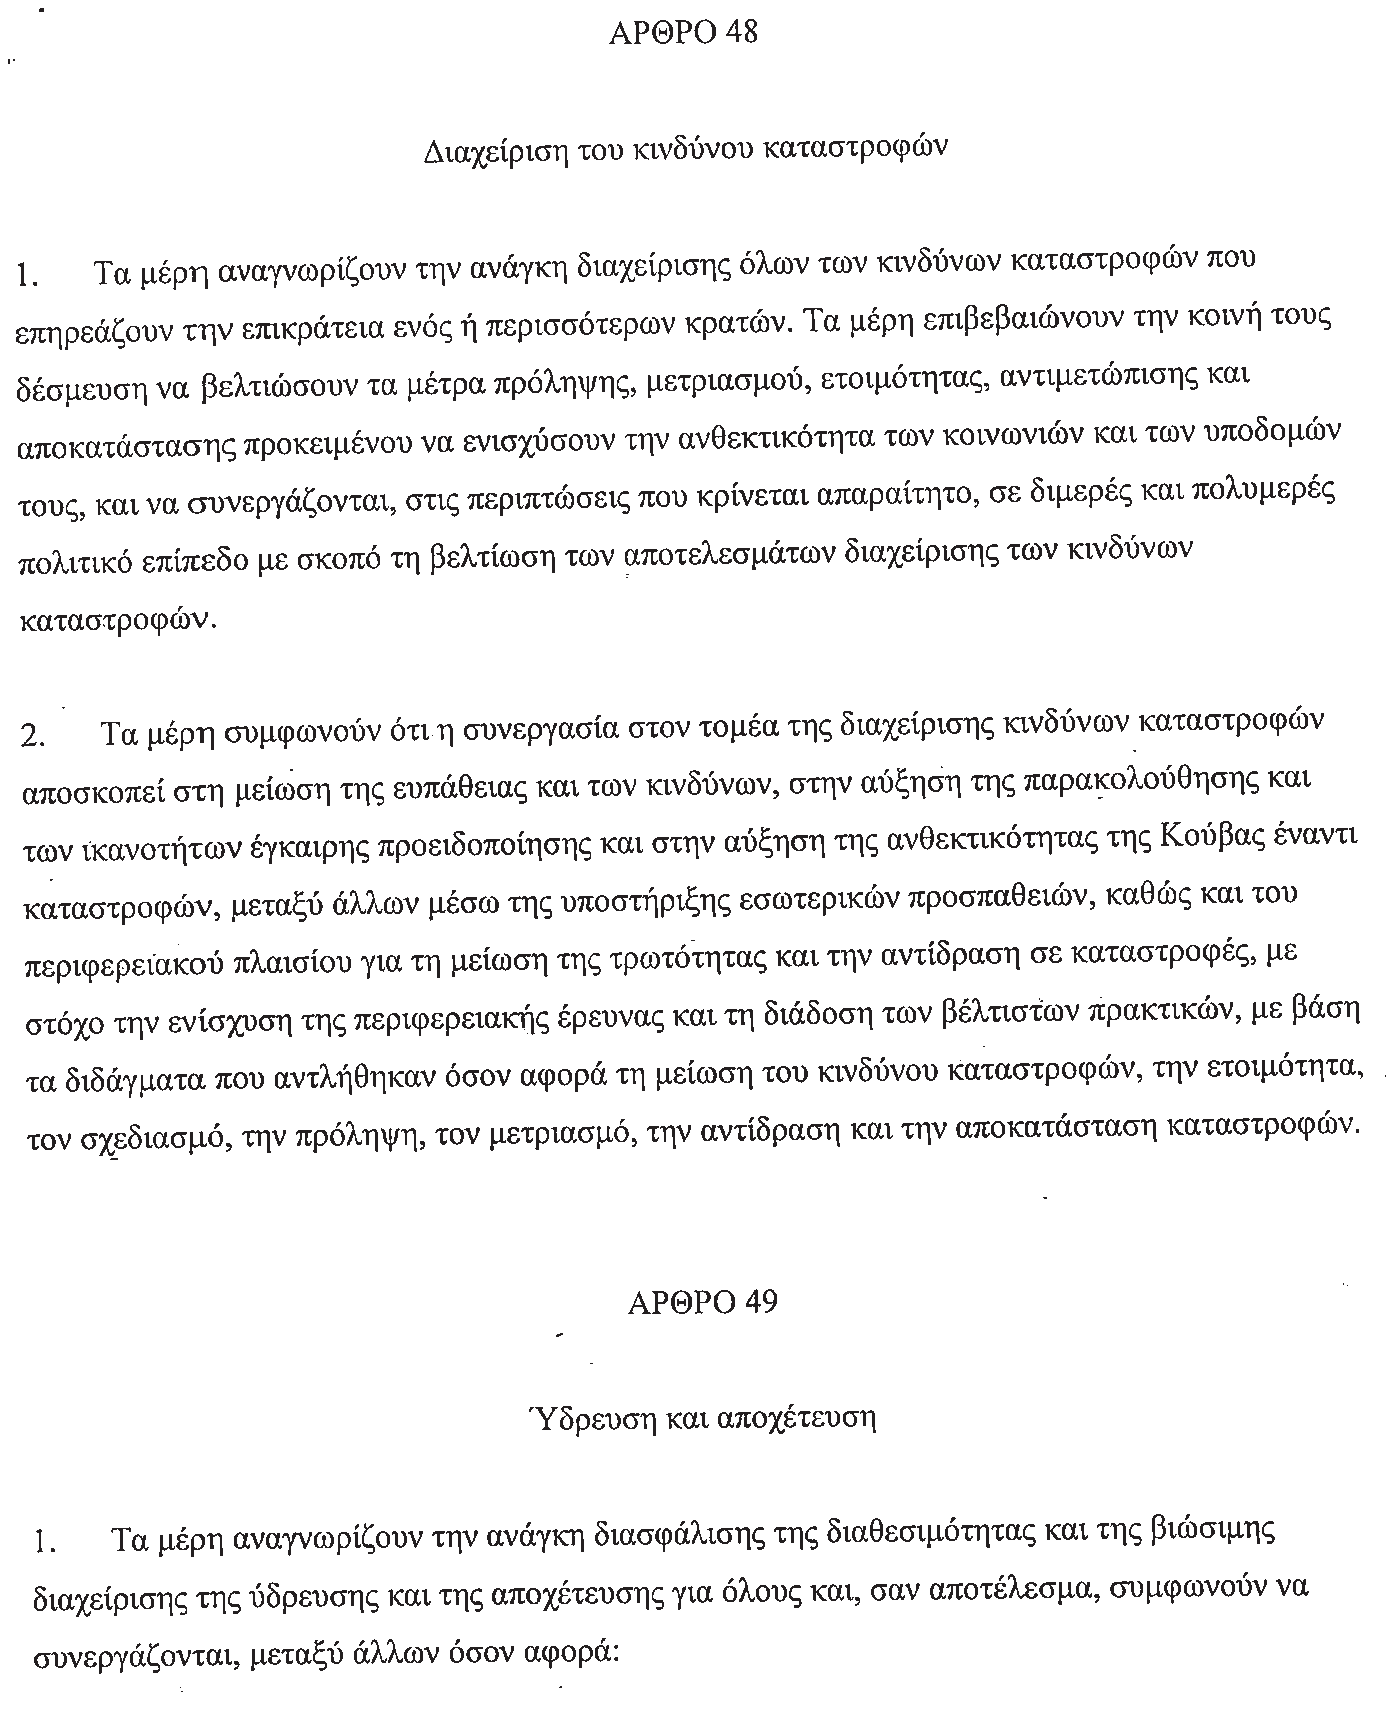 ΑΡΘΡΟ 48
Διαχείριση του κινδύνου καταστροφών
1. Τα μέρη αναγνωρίζουν την ανάγκη διαχείρισης όλων των κινδύνων καταστροφών που
επηρεάζουν την επικράτεια ενός ή περισσότερων κρατών. Τα μέρη επιβεβαιώνουν την κοινή τους
δέσμευση να βελτιώσουν τα μέτρα πρόληψης, μετριασμού, ετοιμότητας, αντιμετώπισης και
αποκατάστασης προκειμένου να ενισχύσουν την ανθεκτικότητα των κοινωνιών και των υποδομών
τους, και να συνεργάζονται, στις περιπτώσεις που κρίνεται απαραίτητο, σε διμερές και πολυμερές
πολιτικό επίπεδο με σκοπό τη βελτίωση των αποτελεσμάτων διαχείρισης των κινδύνων
καταστροφών.
2. Τα μέρη συμφωνούν ότι η συνεργασία στον τομέα της διαχείρισης κινδύνων καταστροφών
αποσκοπεί στη μείωση της ευπάθειας και των κινδύνων, στην αύξηση της παρακολούθησης και
των ικανοτήτων έγκαιρης προειδοποίησης και στην αύξηση της ανθεκτικότητας της Κούβας έναντι
καταστροφών, μεταξύ άλλων μέσω της υποστήριξης εσωτερικών προσπαθειών, καθώς και του
περιφερειακού πλαισίου για τη μείωση της τρωτότητας και την αντίδραση σε καταστροφές, με
στόχο την ενίσχυση της περιφερειακής έρευνας και τη διάδοση των βέλτιστων πρακτικών, με βάση
τα διδάγματα που αντλήθηκαν όσον αφορά τη μείωση του κινδύνου καταστροφών, την ετοιμότητα,
τον σχεδιασμό, την πρόληψη, τον μετριασμό, την αντίδραση και την αποκατάσταση καταστροφών.
ΑΡΘΡΟ 49
Ύδρευση και αποχέτευση
1. Τα μέρη αναγνωρίζουν την ανάγκη διασφάλισης της διαθεσιμότητας και της βιώσιμης
διαχείρισης της ύδρευσης και της αποχέτευσης για όλους και, σαν αποτέλεσμα, συμφωνούν να
συνεργάζονται, μεταξύ άλλων όσον αφορά: